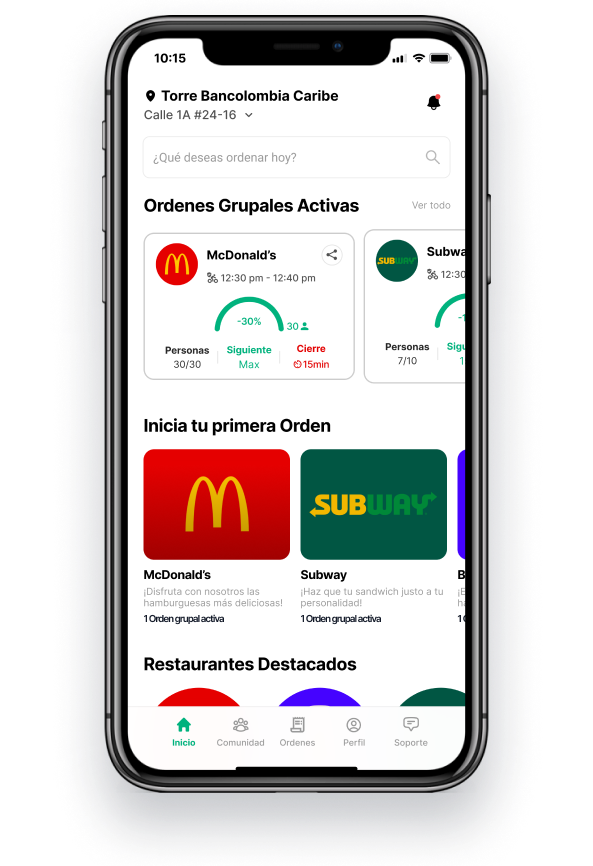 10:15
Torre Bancolombia Caribe
Calle 1A #24-16
¿Qué deseas ordenar hoy?
Ordenes Grupales Activas
Ver todo
McDonald's
12:30 pm - 12:40 pm
-30%
30
Personas
30/30
Siguiente
Max
Cierre
15min
SUBWAY
Subwa
12:30
-1
Personas
7/10
Sigu
1
Inicia tu primera Orden
SUBWAY
McDonald's
¡Disfruta con nosotros las
hamburguesas más deliciosas!
1 Orden grupal activa
Subway
¡Haz que tu sandwich justo a tu
personalidad!
1 Orden grupal activa
B
¡E
ha
1 O
Restaurantes Destacados
Inicio
Comunidad
Ordenes
Perfil
Soporte